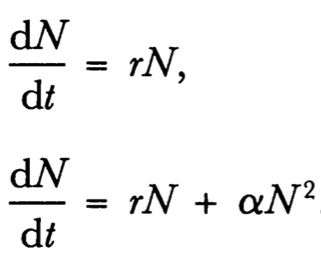 dN/dt = rN,
dN/dt = rN + αN²